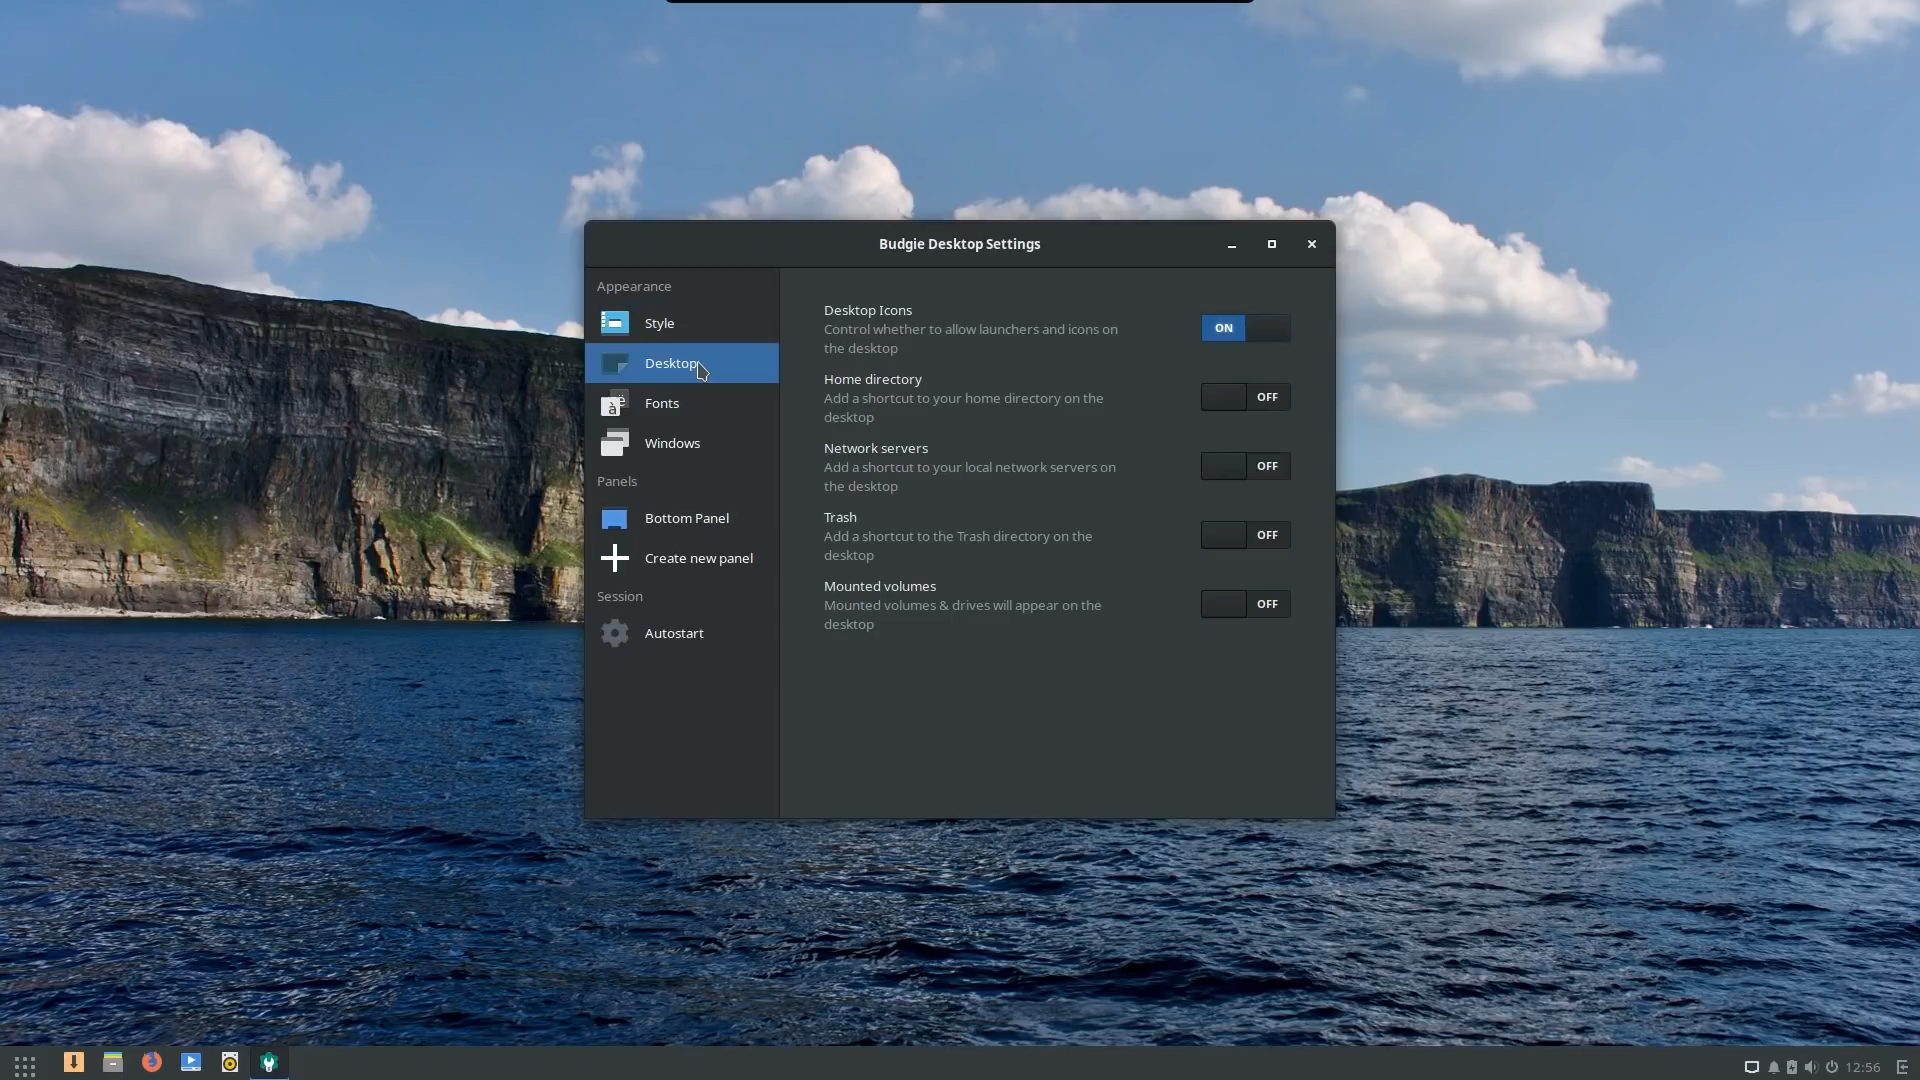 Budgie Desktop Settings
Appearance
Style
Desktop
Fonts
Windows
Panels
Bottom Panel
Create new panel
Session
Autostart
Desktop Icons
Control whether to allow launchers and icons on
the desktop
ON
Home directory
Add a shortcut to your home directory on the
desktop
OFF
Network servers
Add a shortcut to your local network servers on
the desktop
OFF
Trash
Add a shortcut to the Trash directory on the
desktop
OFF
Mounted volumes
Mounted volumes & drives will appear on the
desktop
OFF
12:56